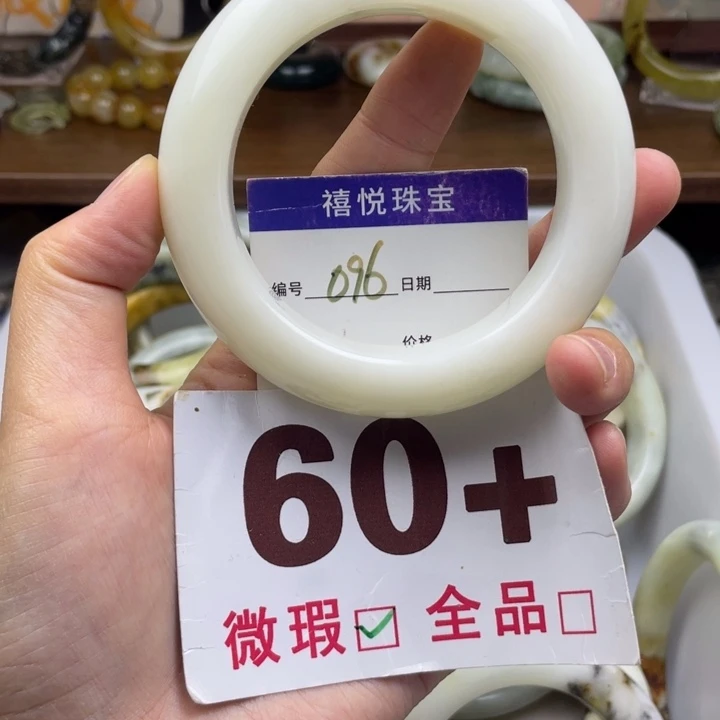 禧悦珠宝
编号 096 日期
价格
60+
微瑕☑ 全品☐